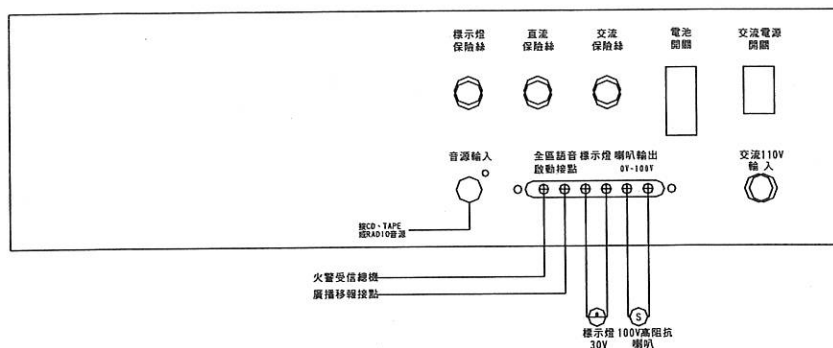 標示燈
保險絲
直流
保險絲
交流
保險絲
電池
開關
交流電源
開關
音源輸入
全區語音 標示燈 喇叭輸出
啟動接點 0V-100V
交流110V
輸入
接CD、TAPE
或RADIO音源
火警受信總機
廣播移報接點
標示燈
30V
S
100V高阻抗
喇叭